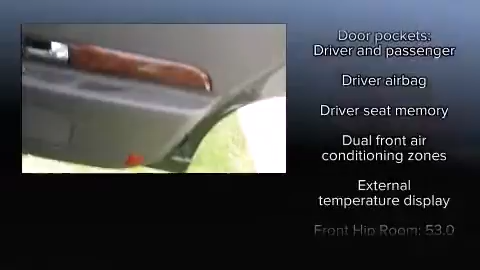 Door pockets:
Driver and passenger
Driver airbag
Driver seat memory
Dual front air
conditioning zones
External
temperature display
Front Hip Room: 53.0